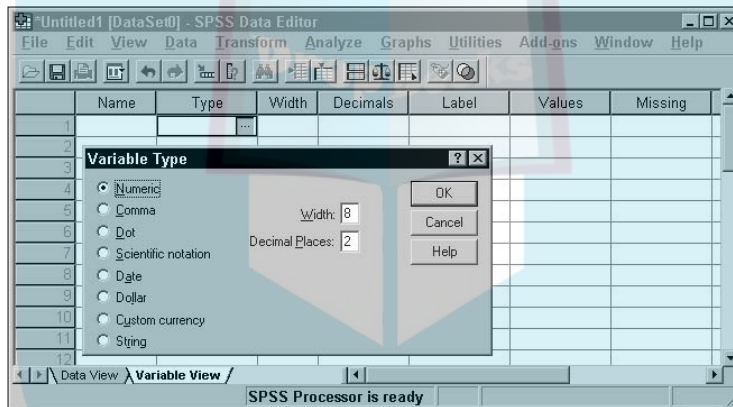 *Untitled1 [DataSet0] - SPSS Data Editor
File Edit View Data Transform Analyze Graphs Utilities Add-ons Window Help
Name Type Width Decimals Label Values Missing
1
2
3
4
5
6
7
8
9
10
11
12
Variable Type
Numeric
Comma
Dot
Scientific notation
Date
Dollar
Custom currency
String
Width: 8
Decimal Places: 2
OK
Cancel
Help
Data View Variable View
SPSS Processor is ready